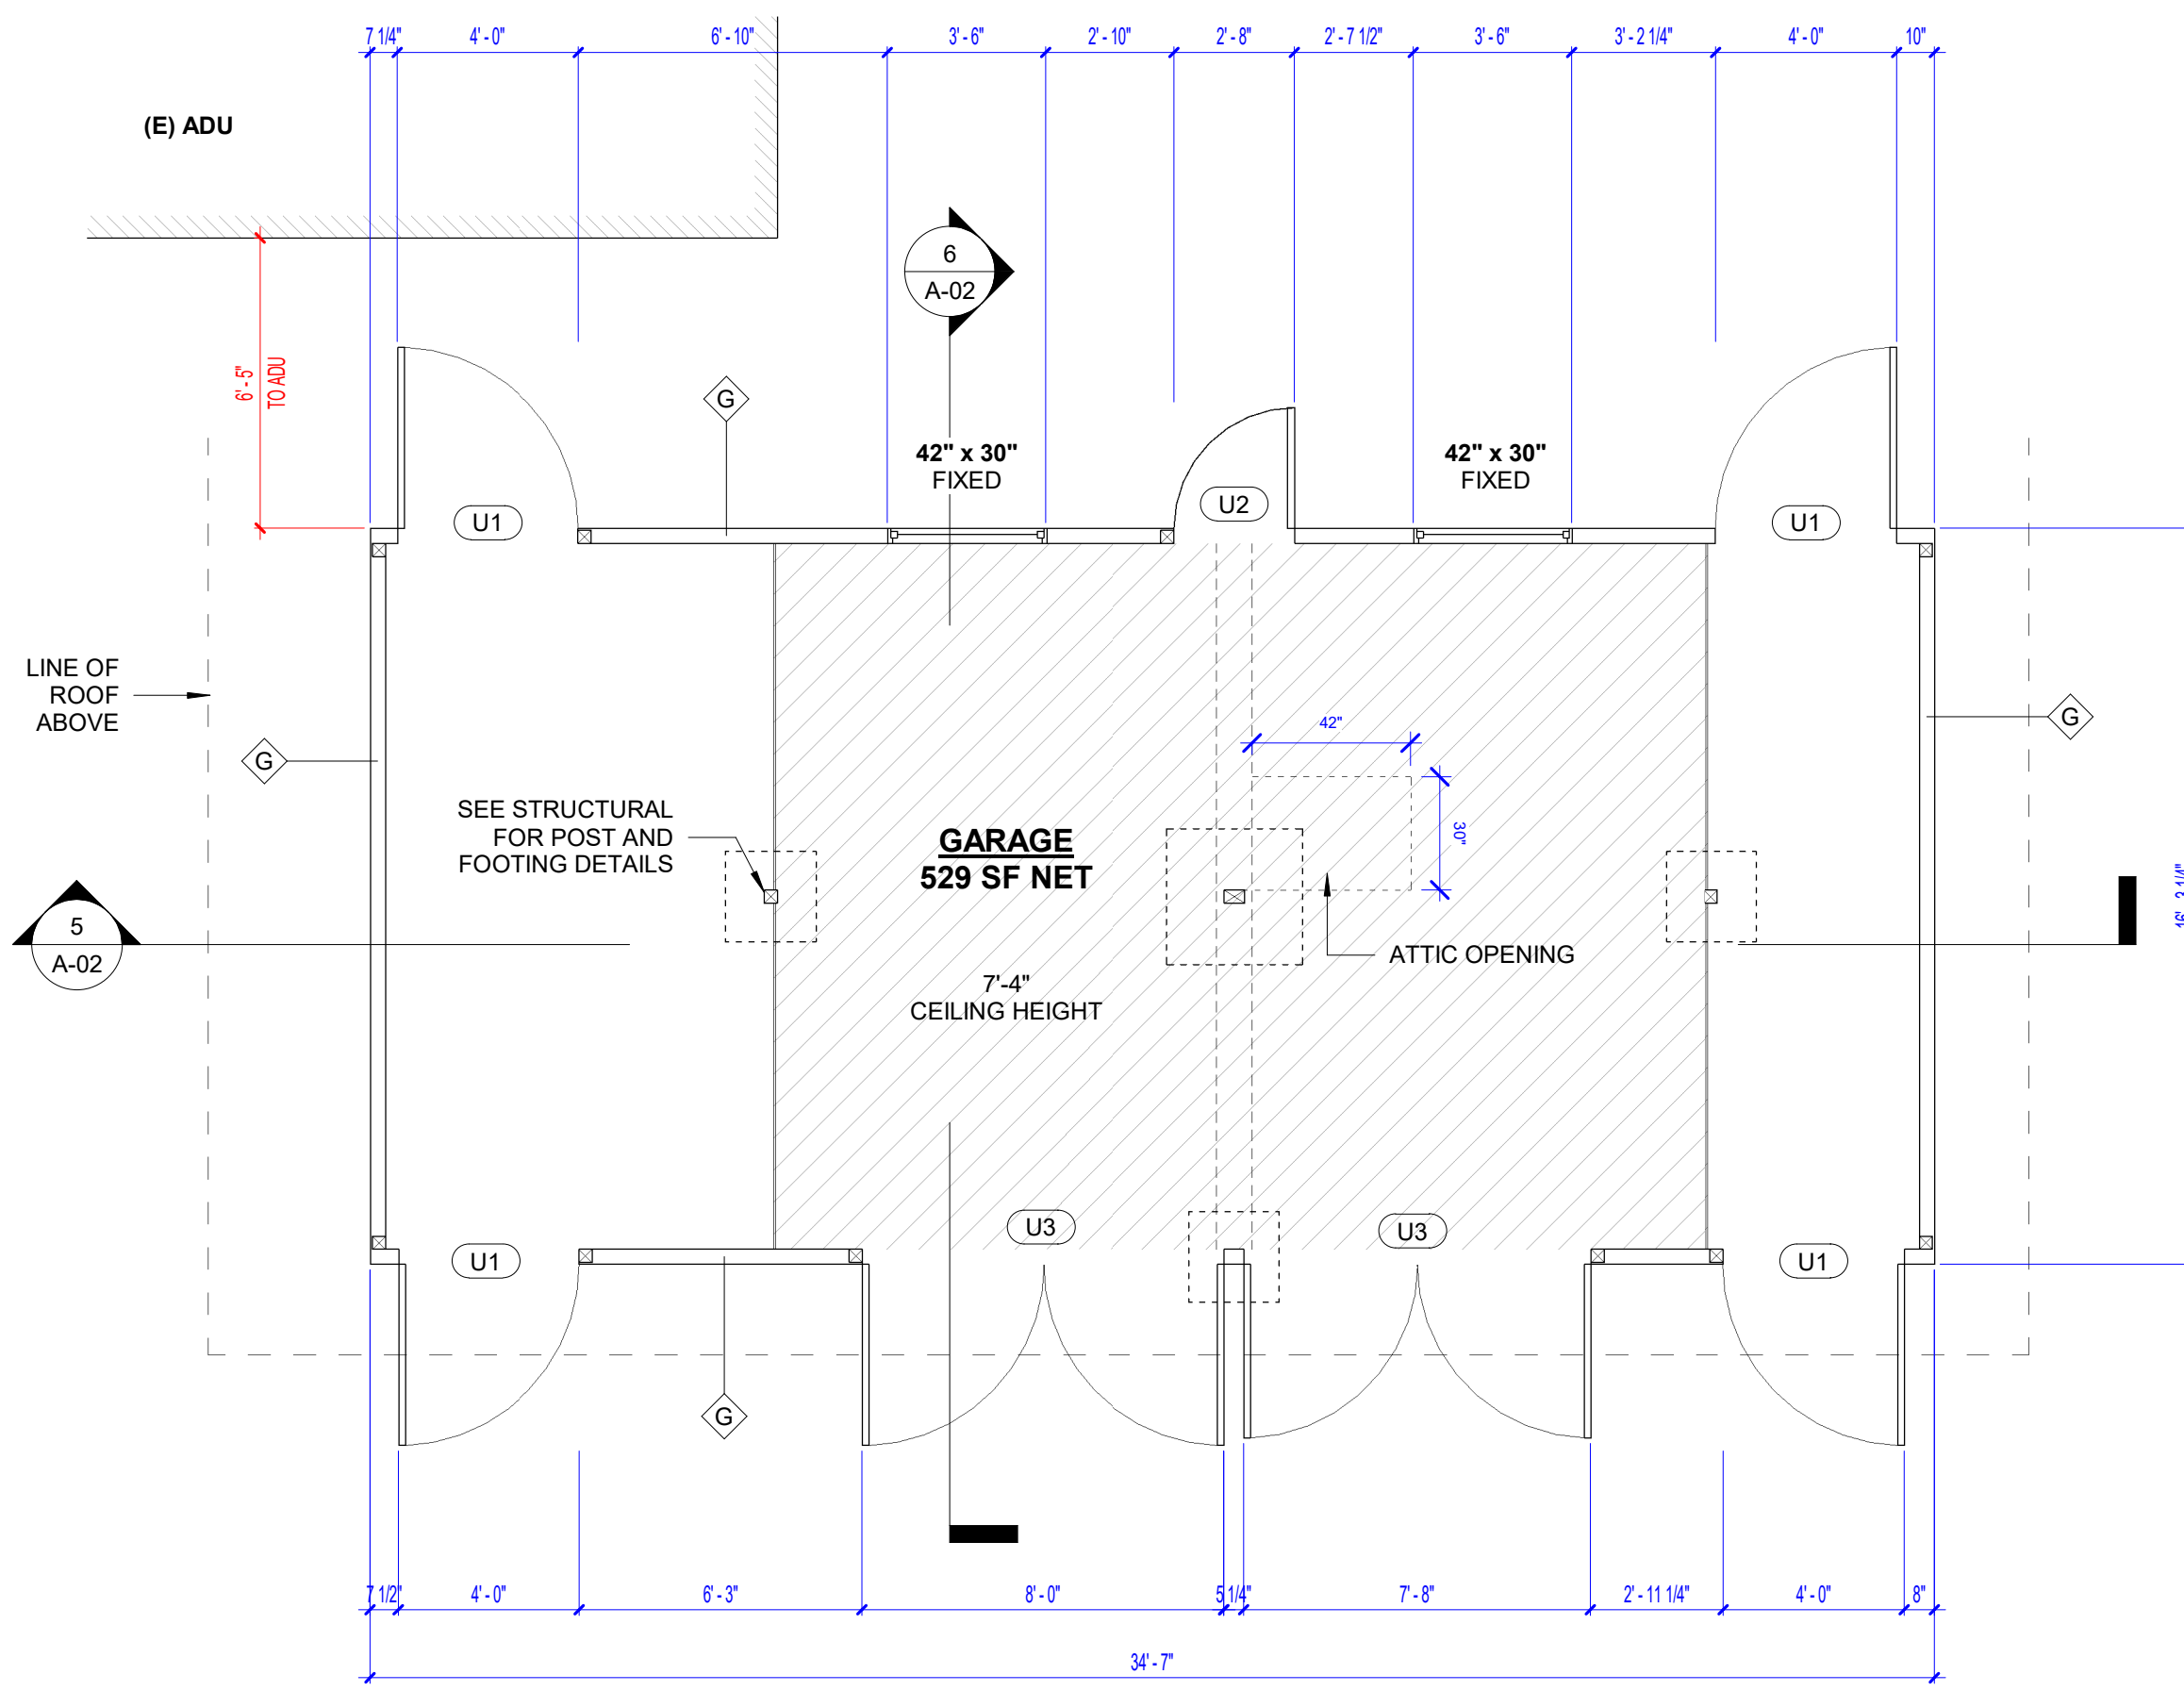 7 1/4"
4' - 0"
6' - 10"
3' - 6"
2' - 10"
2' - 8"
2' - 7 1/2"
3' - 6"
3' - 2 1/4"
4' - 0"
10"
(E) ADU
6
A-02
6' - 5"
TO ADU
G
42" x 30"
FIXED
42" x 30"
FIXED
U1
U2
U1
LINE OF
ROOF
ABOVE
G
G
42"
30"
SEE STRUCTURAL
FOR POST AND
FOOTING DETAILS
GARAGE
529 SF NET
16' - 3 1/4"
5
A-02
ATTIC OPENING
7'-4"
CEILING HEIGHT
U3
U3
U1
U1
G
7 1/2"
4' - 0"
6' - 3"
8' - 0"
5 1/4"
7' - 8"
2' - 11 1/4"
4' - 0"
8"
34' - 7"